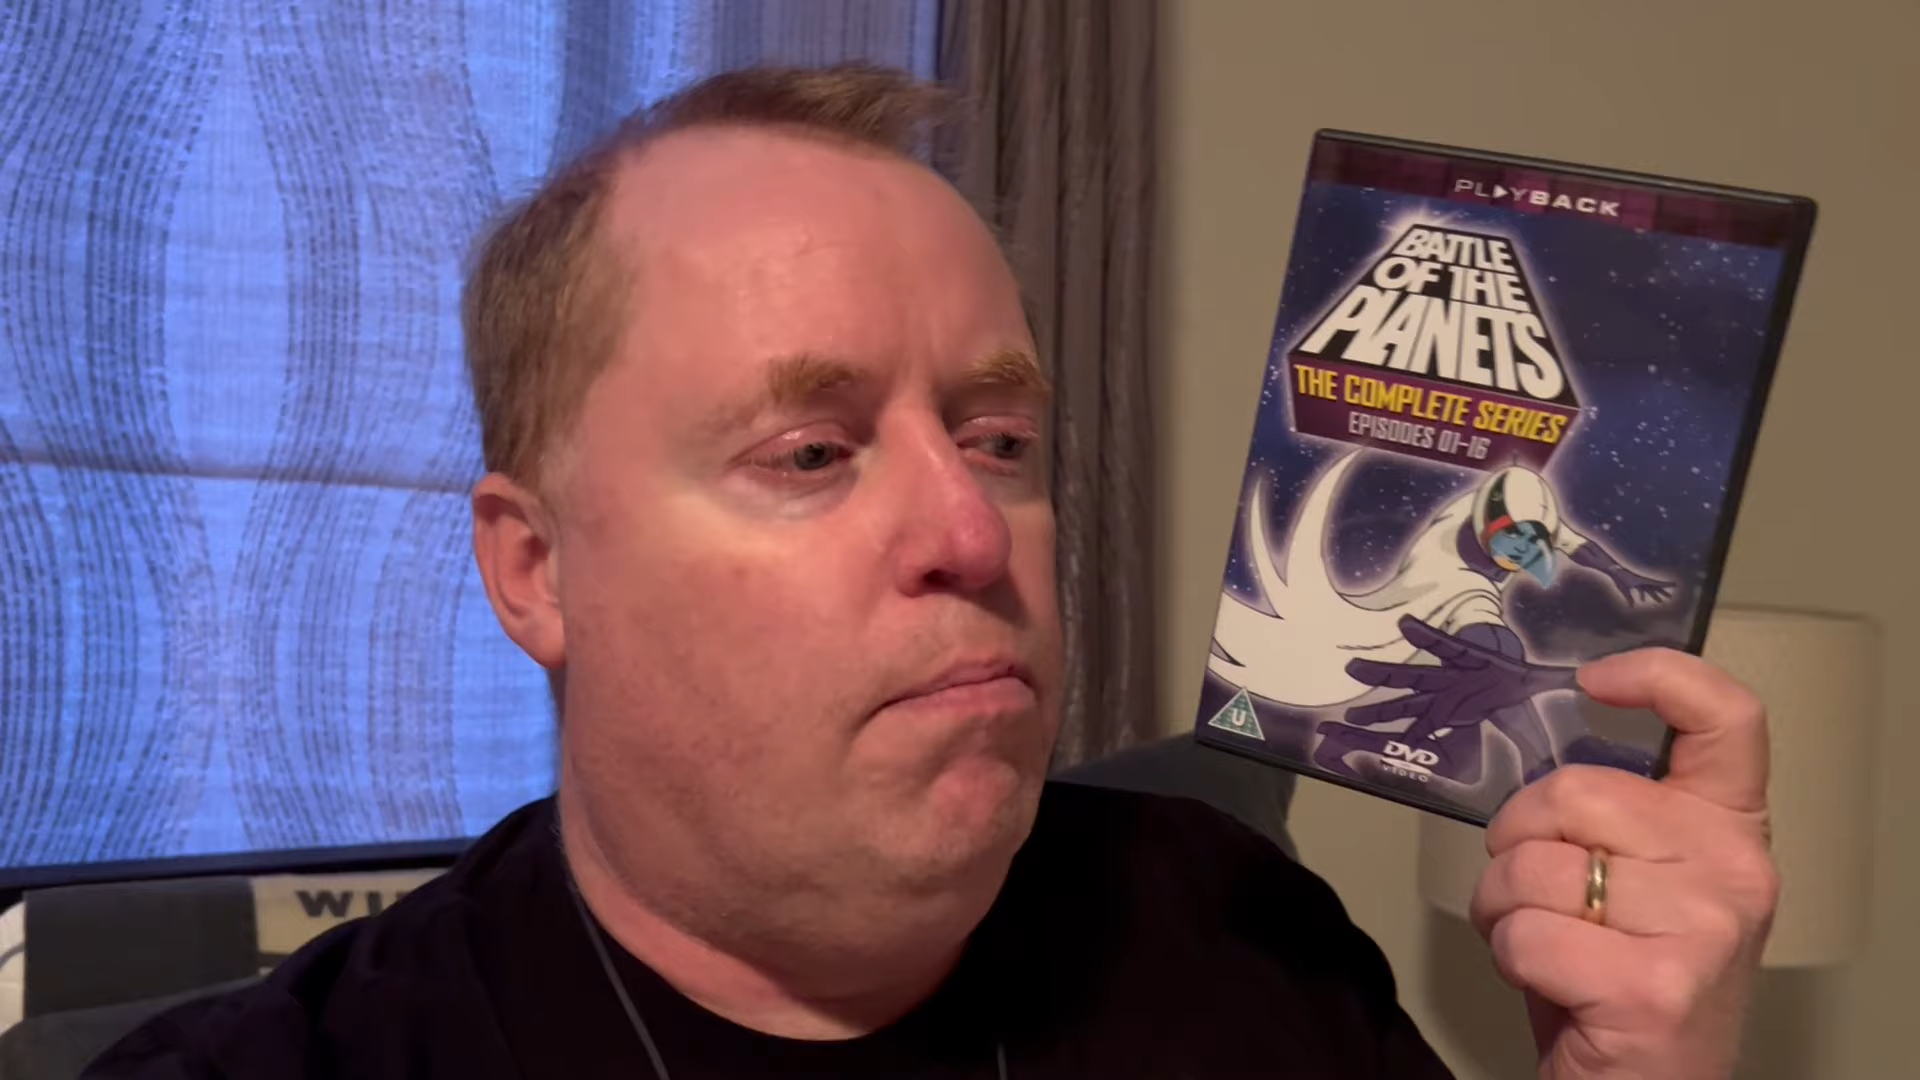 PLAYBACK
BATTLE
OF THE
PLANETS
THE COMPLETE SERIES
EPISODES 01-16
U
DVD
VIDEO